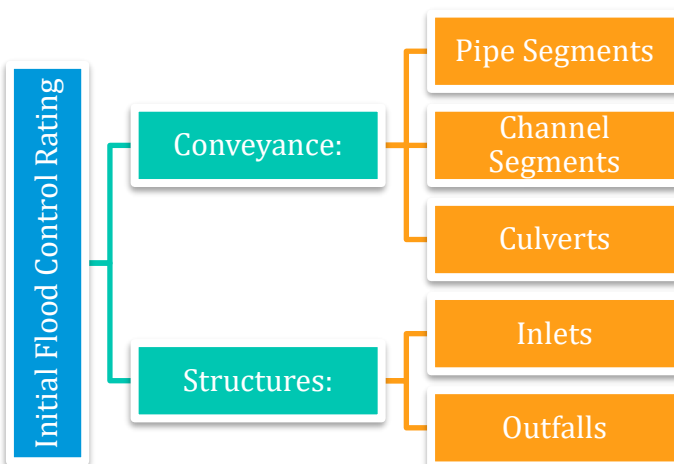 Initial Flood Control Rating
Conveyance:
Pipe Segments
Channel
Segments
Culverts
Structures:
Inlets
Outfalls